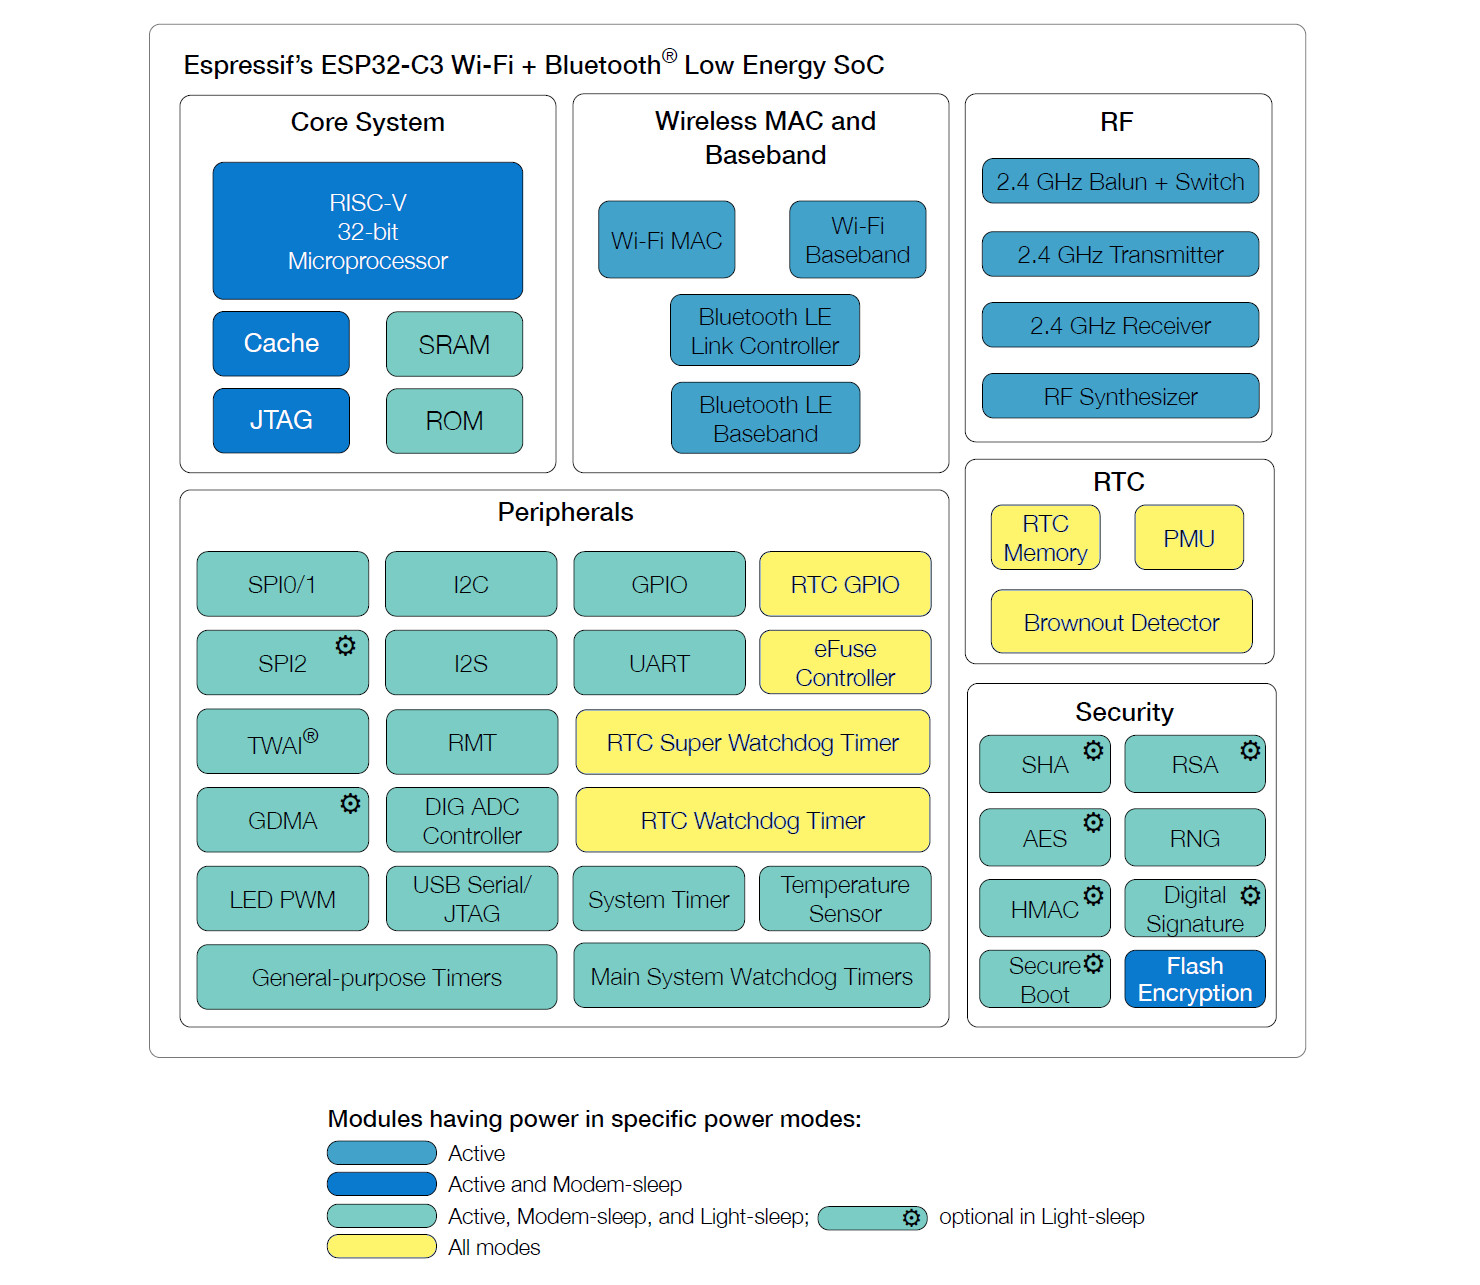 Espressif’s ESP32-C3 Wi-Fi + Bluetooth® Low Energy SoC
Core System
RISC-V
32-bit
Microprocessor
Cache
SRAM
JTAG
ROM
Wireless MAC and
Baseband
Wi-Fi MAC
Wi-Fi
Baseband
Bluetooth LE
Link Controller
Bluetooth LE
Baseband
RF
2.4 GHz Balun + Switch
2.4 GHz Transmitter
2.4 GHz Receiver
RF Synthesizer
RTC
RTC
Memory
PMU
Brownout Detector
Peripherals
SPI0/1
I2C
GPIO
RTC GPIO
SPI2
I2S
UART
eFuse
Controller
TWAI®
RMT
RTC Super Watchdog Timer
GDMA
DIG ADC
Controller
RTC Watchdog Timer
LED PWM
USB Serial/
JTAG
System Timer
Temperature
Sensor
General-purpose Timers
Main System Watchdog Timers
Security
SHA
RSA
AES
RNG
HMAC
Digital
Signature
Secure
Boot
Flash
Encryption
Modules having power in specific power modes:
Active
Active and Modem-sleep
Active, Modem-sleep, and Light-sleep; optional in Light-sleep
All modes